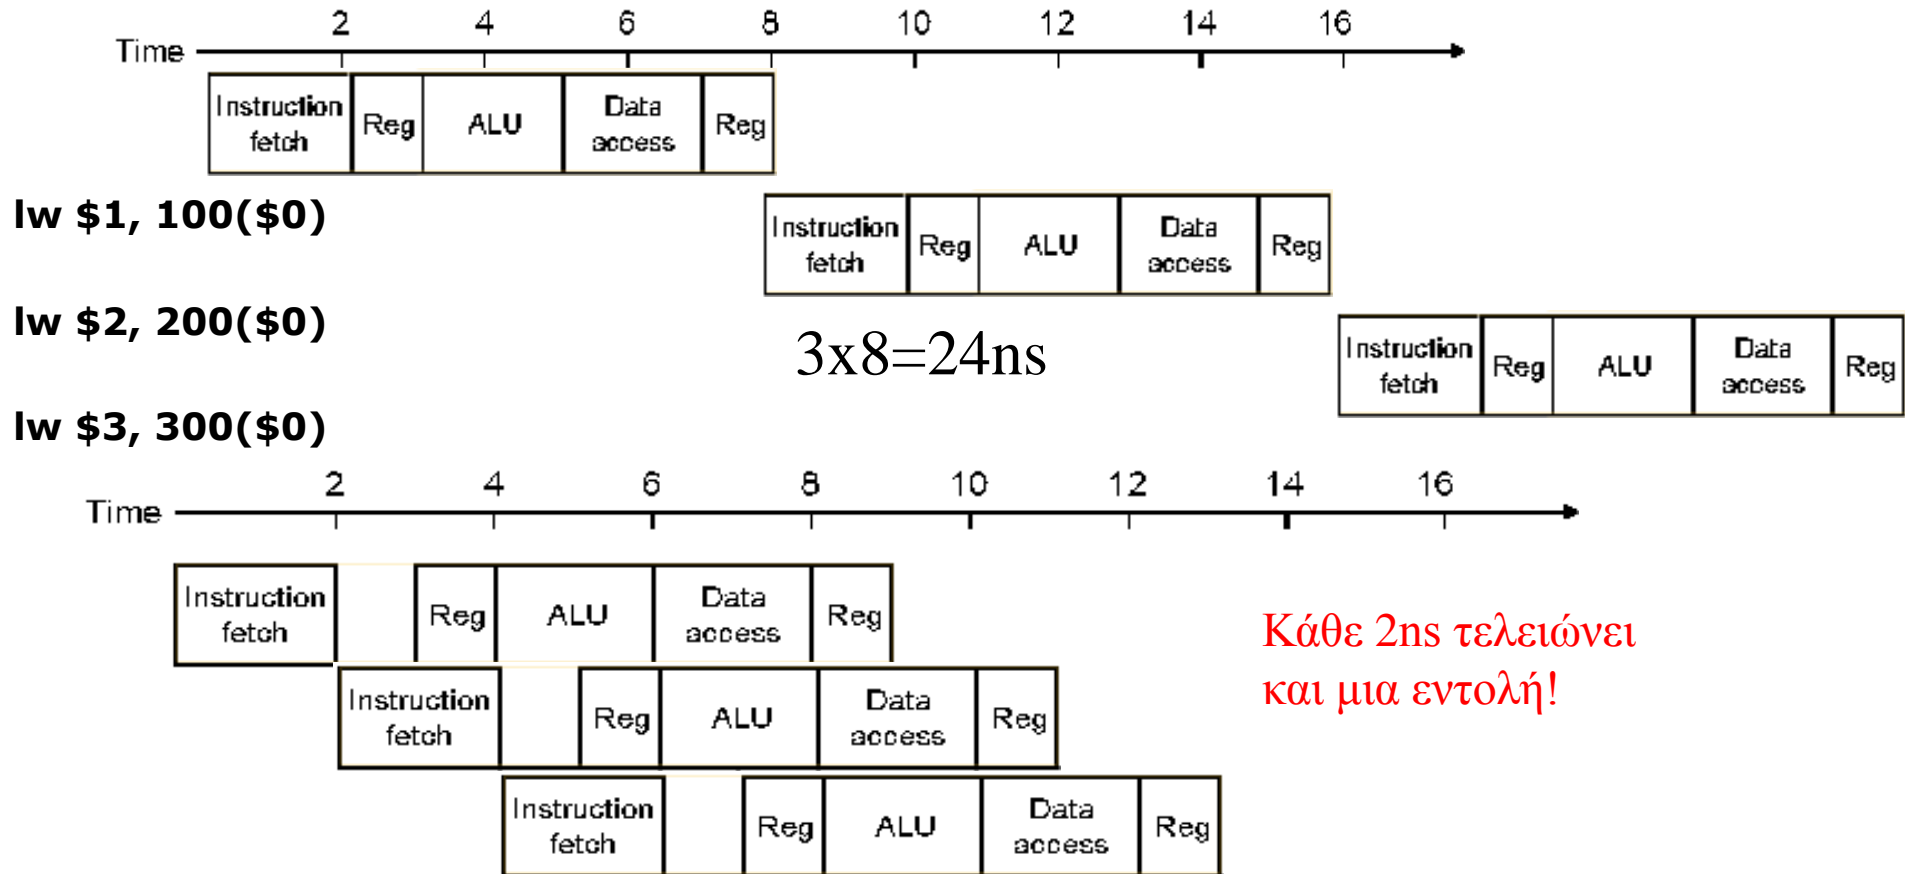 2 4 6 8 10 12 14 16
Time
Instruction fetch Reg ALU Data access Reg
lw $1, 100($0)
Instruction fetch Reg ALU Data access Reg
lw $2, 200($0)
3x8=24ns
Instruction fetch Reg ALU Data access Reg
lw $3, 300($0)
2 4 6 8 10 12 14 16
Time
Instruction fetch Reg ALU Data access Reg
Κάθε 2ns τελειώνει
και μια εντολή!
Instruction fetch Reg ALU Data access Reg
Instruction fetch Reg ALU Data access Reg